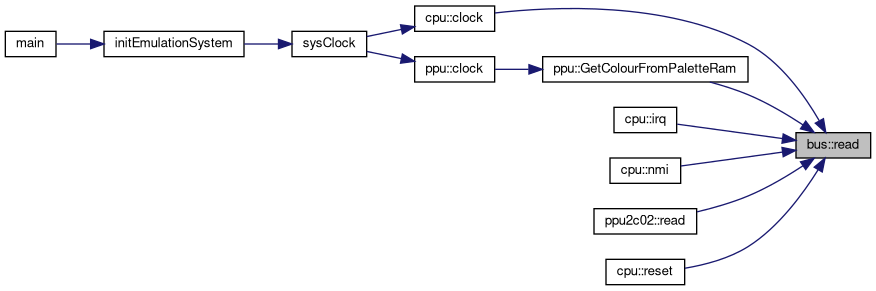 cpu::clock
main
initEmulationSystem
sysClock
ppu::clock
ppu::GetColourFromPaletteRam
cpu::irq
bus::read
cpu::nmi
ppu2c02::read
cpu::reset